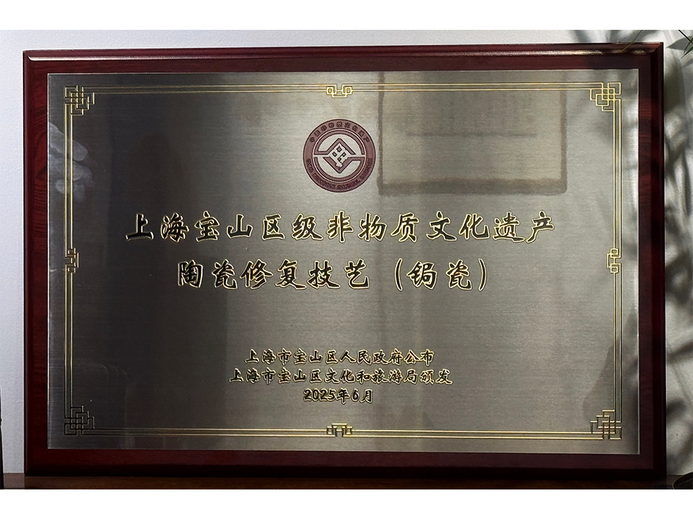 上海宝山区级非物质文化遗产
陶瓷修复技艺（锔瓷）
上海市宝山区人民政府公布
上海市宝山区文化和旅游局颁发
2025年6月